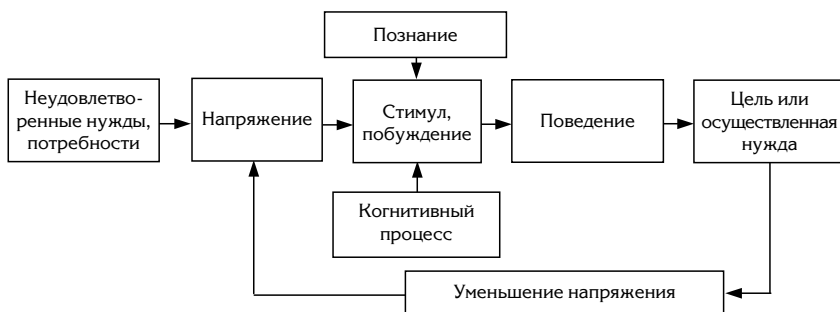 Познание
Неудовлетво-
ренные нужды,
потребности
Напряжение
Стимул,
побуждение
Поведение
Цель или
осуществленная
нужда
Когнитивный
процесс
Уменьшение напряжения